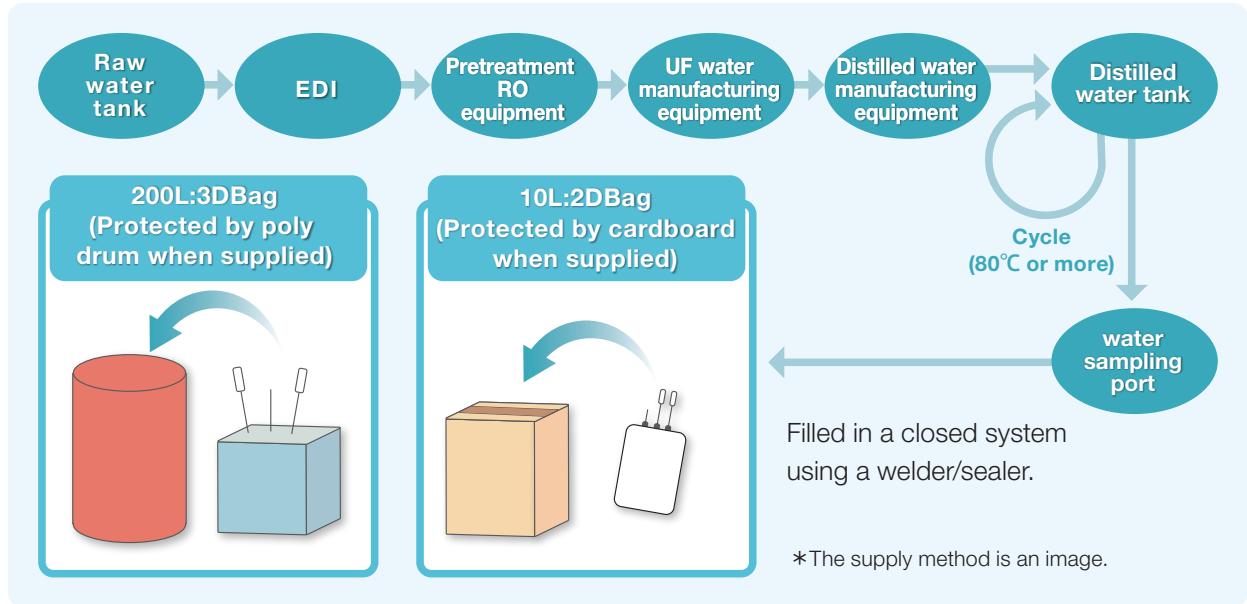 Raw
water
tank
EDI
Pretreatment
RO
equipment
UF water
manufacturing
equipment
Distilled water
manufacturing
equipment
Distilled
water tank
Cycle
(80℃ or more)
water
sampling
port
200L:3DBag
(Protected by poly
drum when supplied)
10L:2DBag
(Protected by cardboard
when supplied)
Filled in a closed system
using a welder/sealer.
＊The supply method is an image.